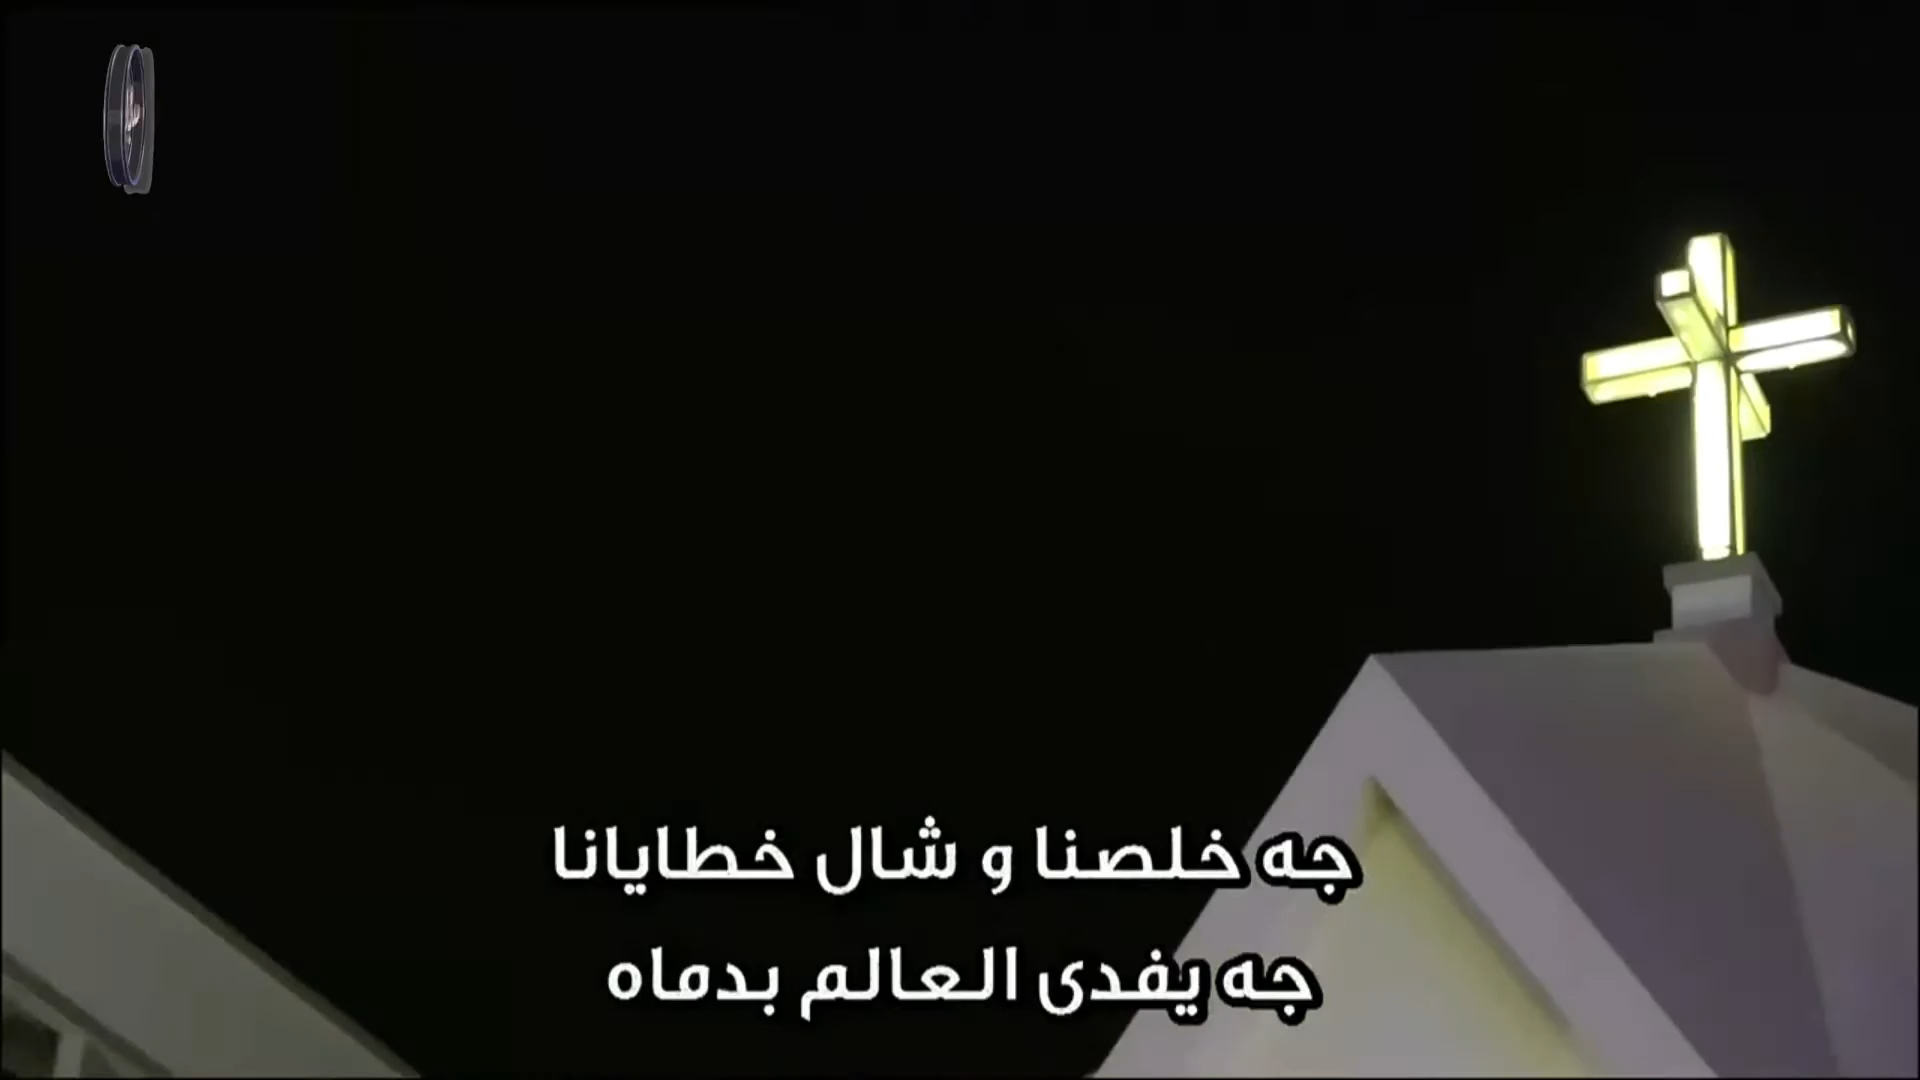 جه خلصنا و شال خطايانا
جه يفدى العالم بدماه